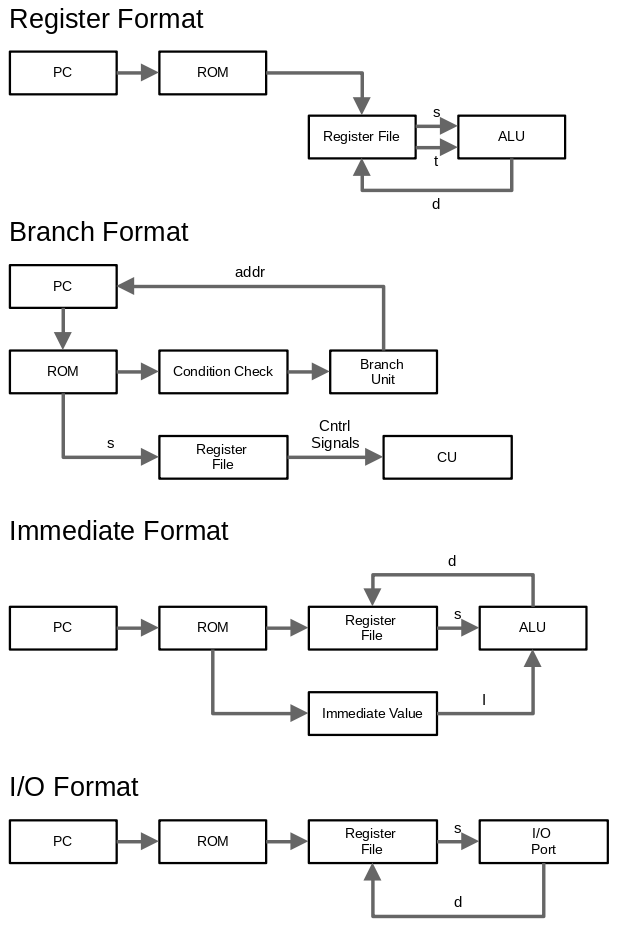 Register Format
PC
ROM
Register File
s
t
ALU
d
Branch Format
addr
PC
ROM
Condition Check
Branch
Unit
s
Register
File
Cntrl
Signals
CU
Immediate Format
d
PC
ROM
Register
File
s
ALU
Immediate Value
I
I/O Format
PC
ROM
Register
File
s
I/O
Port
d